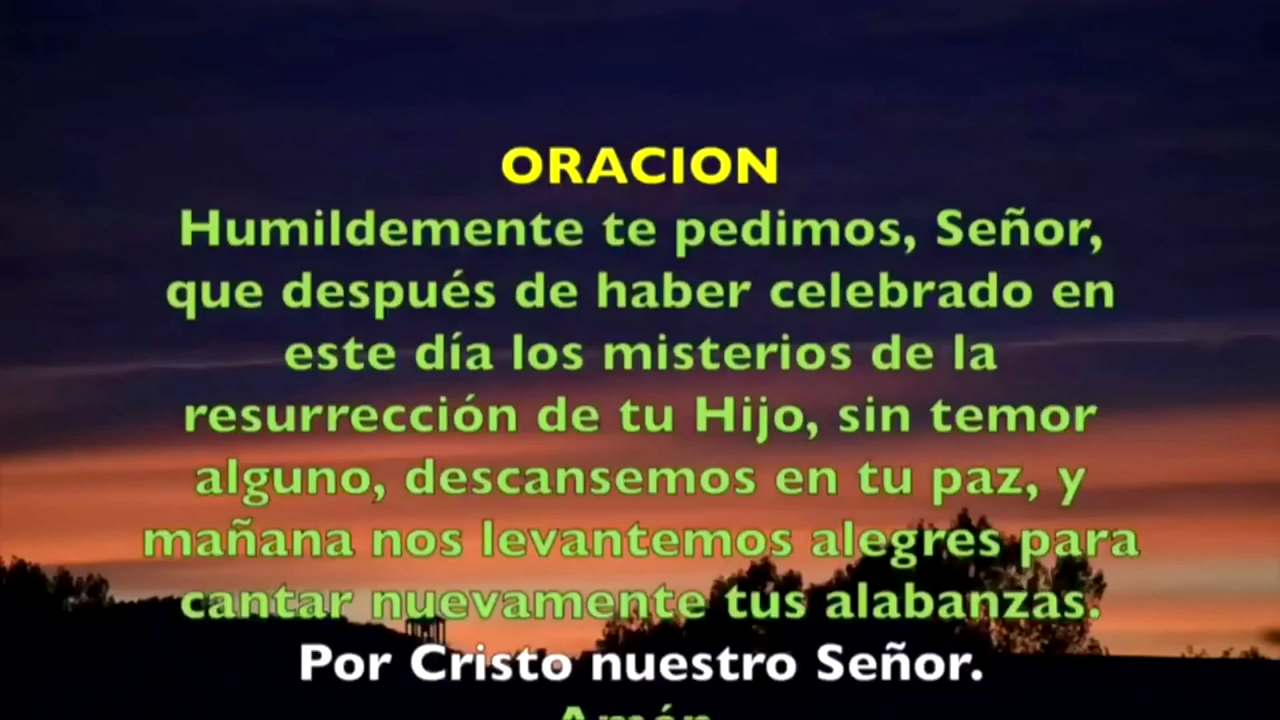 ORACION
Humildemente te pedimos, Señor,
que después de haber celebrado en
este día los misterios de la
resurrección de tu Hijo, sin temor
alguno, descansemos en tu paz, y
mañana nos levantemos alegres para
cantar nuevamente tus alabanzas.
Por Cristo nuestro Señor.
Amén